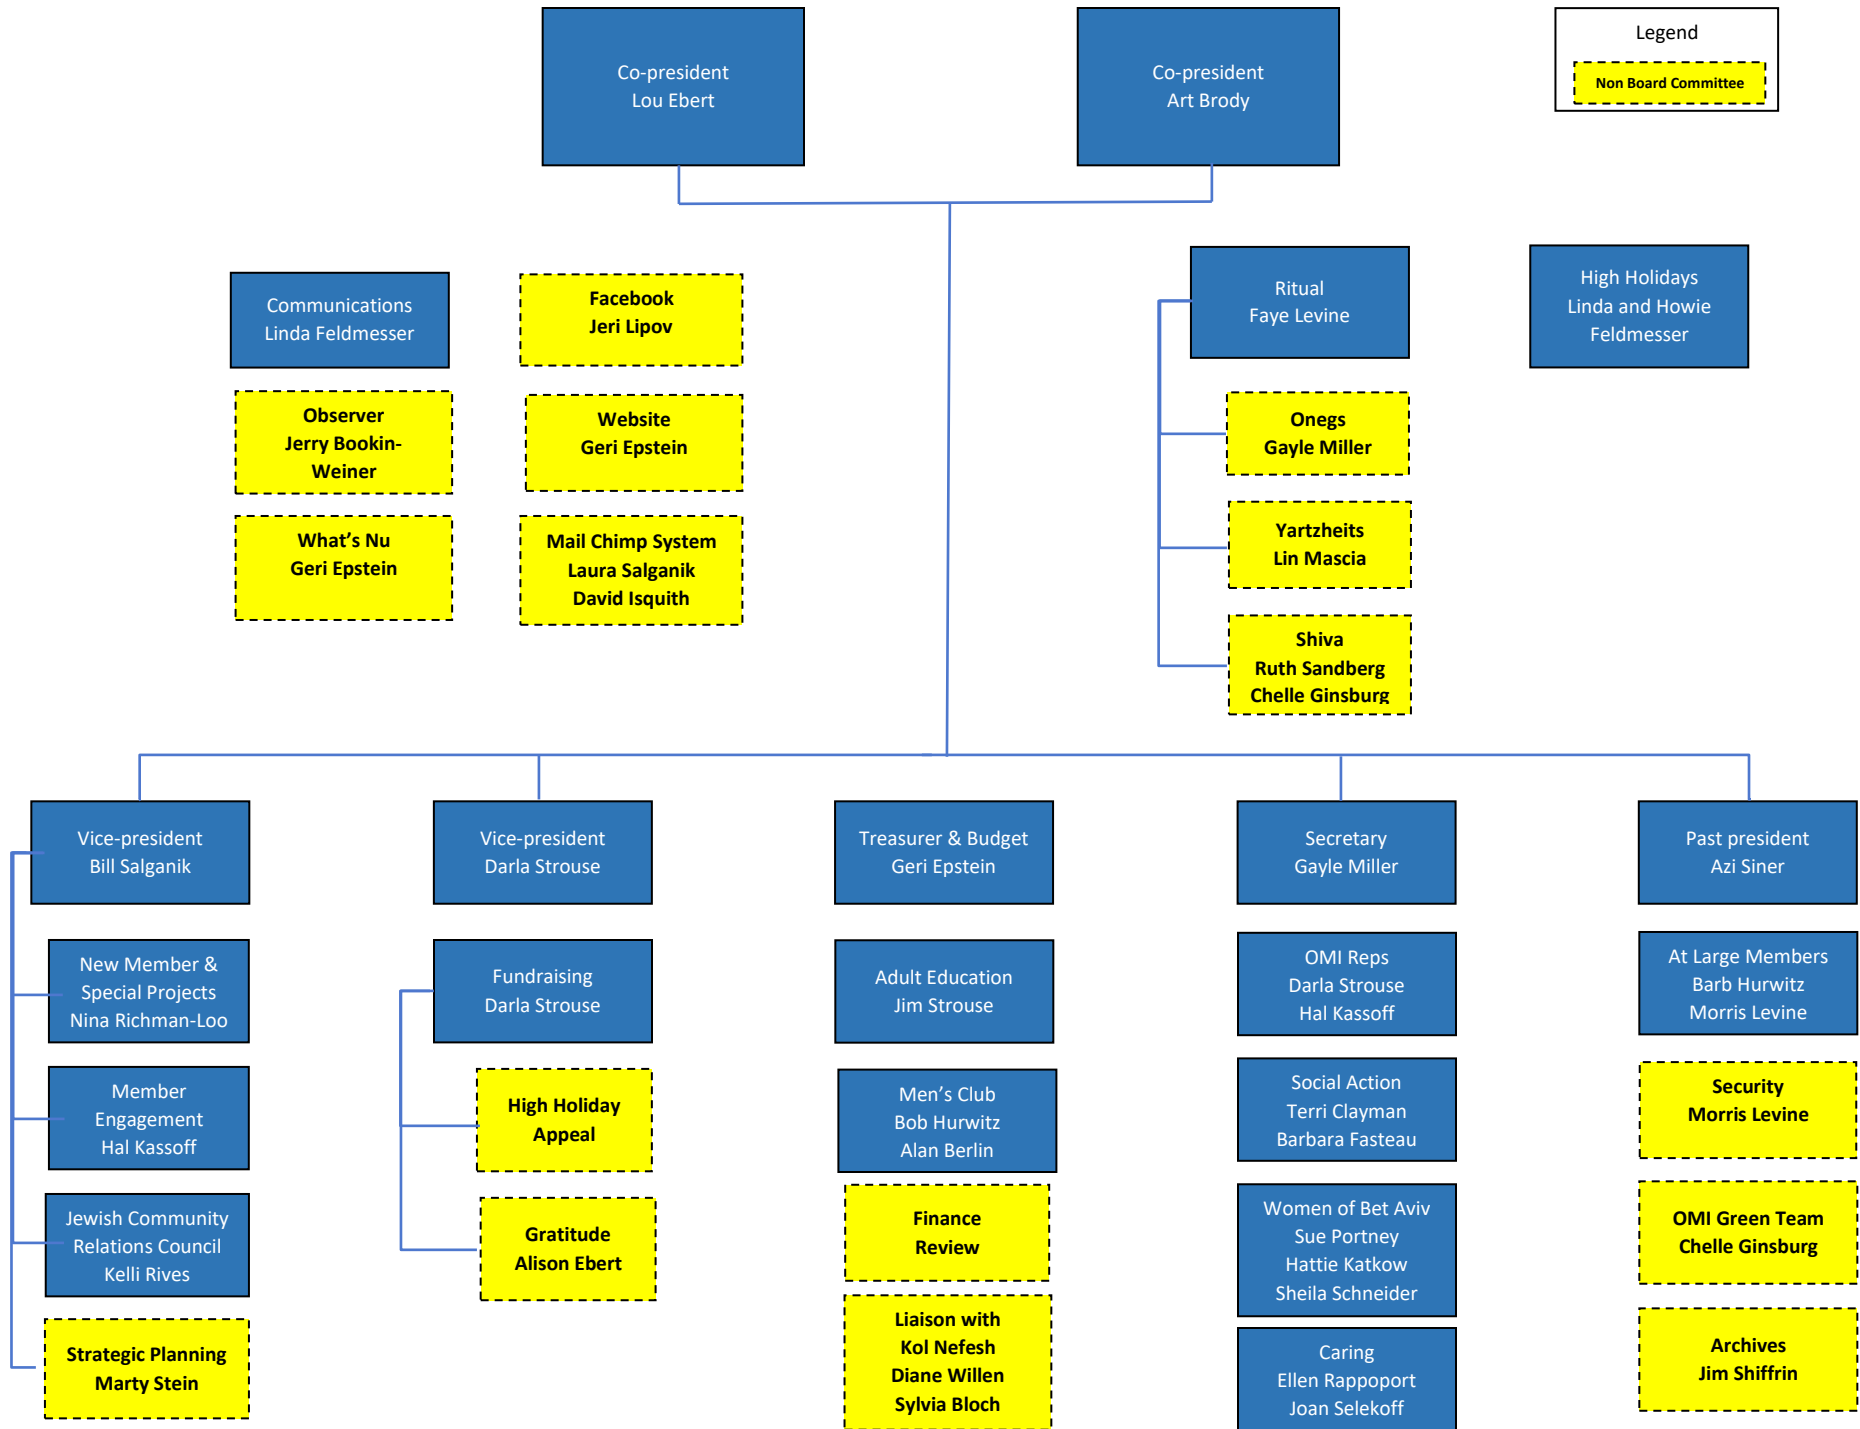 Co-president
Lou Ebert
Co-president
Art Brody
Legend
Non Board Committee
Communications
Linda Feldmesser
Facebook
Jeri Lipov
Ritual
Faye Levine
High Holidays
Linda and Howie
Feldmesser
Observer
Jerry Bookin-
Weiner
Website
Geri Epstein
Onegs
Gayle Miller
What's Nu
Geri Epstein
Mail Chimp System
Laura Salganik
David Isquith
Yartzheits
Lin Mascia
Shiva
Ruth Sandberg
Chelle Ginsburg
Vice-president
Bill Salganik
Vice-president
Darla Strouse
Treasurer & Budget
Geri Epstein
Secretary
Gayle Miller
Past president
Azi Siner
New Member &
Special Projects
Nina Richman-Loo
Fundraising
Darla Strouse
Adult Education
Jim Strouse
OMI Reps
Darla Strouse
Hal Kassoff
At Large Members
Barb Hurwitz
Morris Levine
Member
Engagement
Hal Kassoff
High Holiday
Appeal
Men's Club
Bob Hurwitz
Alan Berlin
Social Action
Terri Clayman
Barbara Fasteau
Security
Morris Levine
Jewish Community
Relations Council
Kelli Rives
Gratitude
Alison Ebert
Finance
Review
Women of Bet Aviv
Sue Portney
Hattie Katkow
Sheila Schneider
OMI Green Team
Chelle Ginsburg
Strategic Planning
Marty Stein
Liaison with
Kol Nefesh
Diane Willen
Sylvia Bloch
Caring
Ellen Rappoport
Joan Selekoff
Archives
Jim Shiffrin